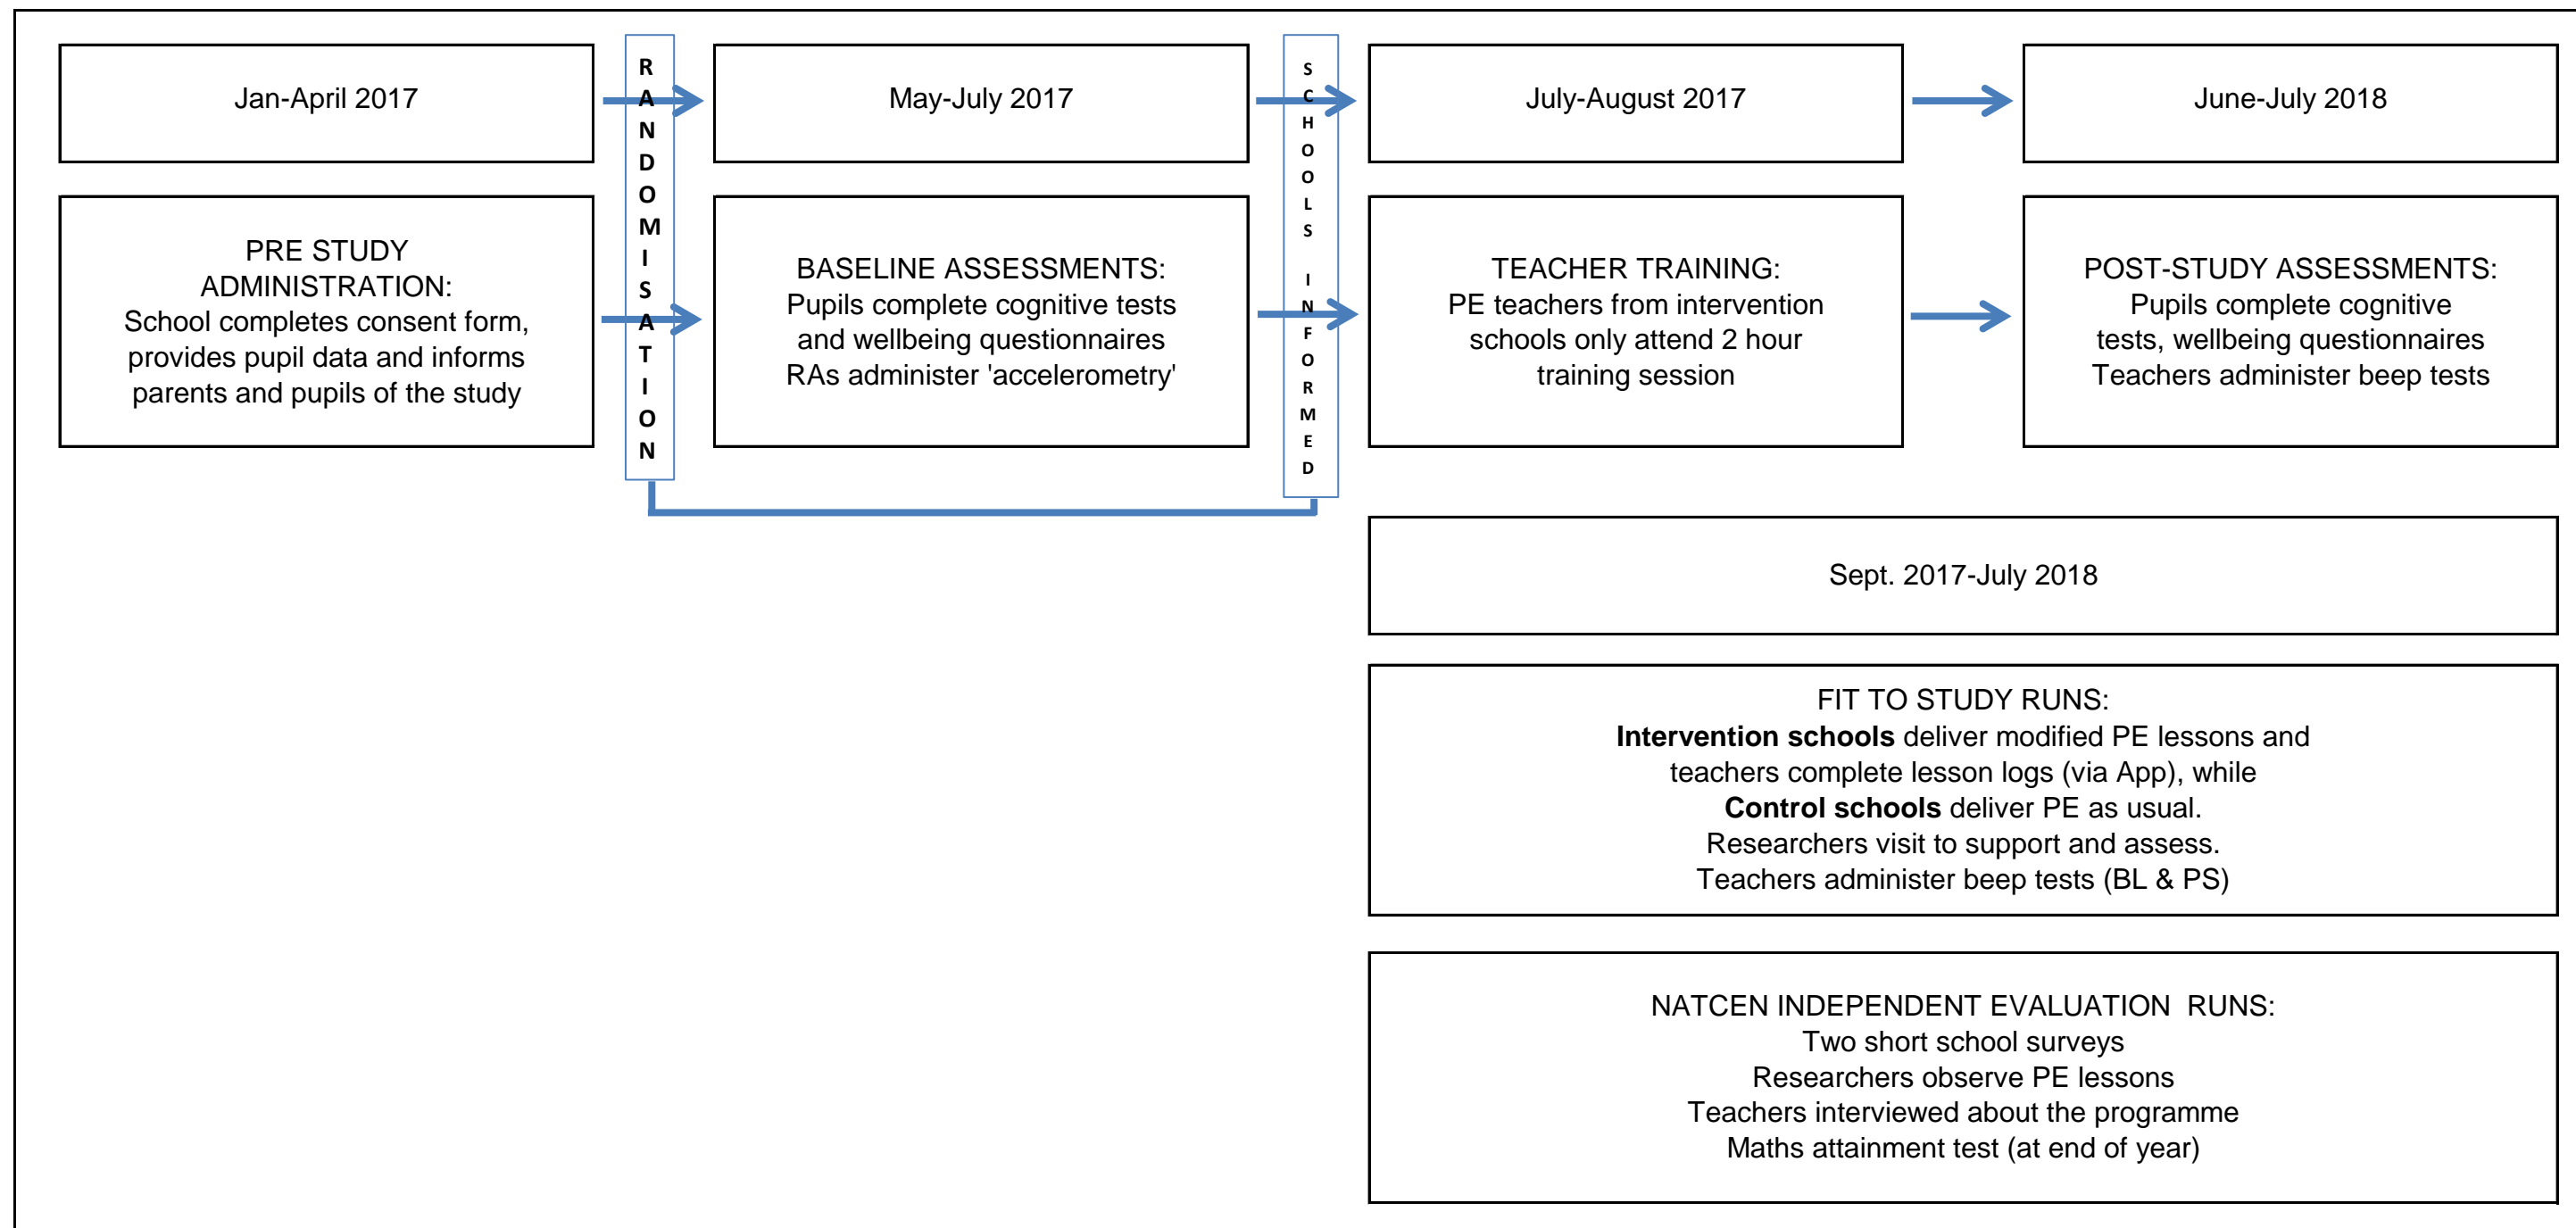 Jan-April 2017
RANDOMISATION
May-July 2017
SCHOOLS INFORMED
July-August 2017
June-July 2018
PRE STUDY
ADMINISTRATION:
School completes consent form,
provides pupil data and informs
parents and pupils of the study
BASELINE ASSESSMENTS:
Pupils complete cognitive tests
and wellbeing questionnaires
RAs administer 'accelerometry'
TEACHER TRAINING:
PE teachers from intervention
schools only attend 2 hour
training session
POST-STUDY ASSESSMENTS:
Pupils complete cognitive
tests, wellbeing questionnaires
Teachers administer beep tests
Sept. 2017-July 2018
FIT TO STUDY RUNS:
Intervention schools deliver modified PE lessons and
teachers complete lesson logs (via App), while
Control schools deliver PE as usual.
Researchers visit to support and assess.
Teachers administer beep tests (BL & PS)
NATCEN INDEPENDENT EVALUATION  RUNS:
Two short school surveys
Researchers observe PE lessons
Teachers interviewed about the programme
Maths attainment test (at end of year)